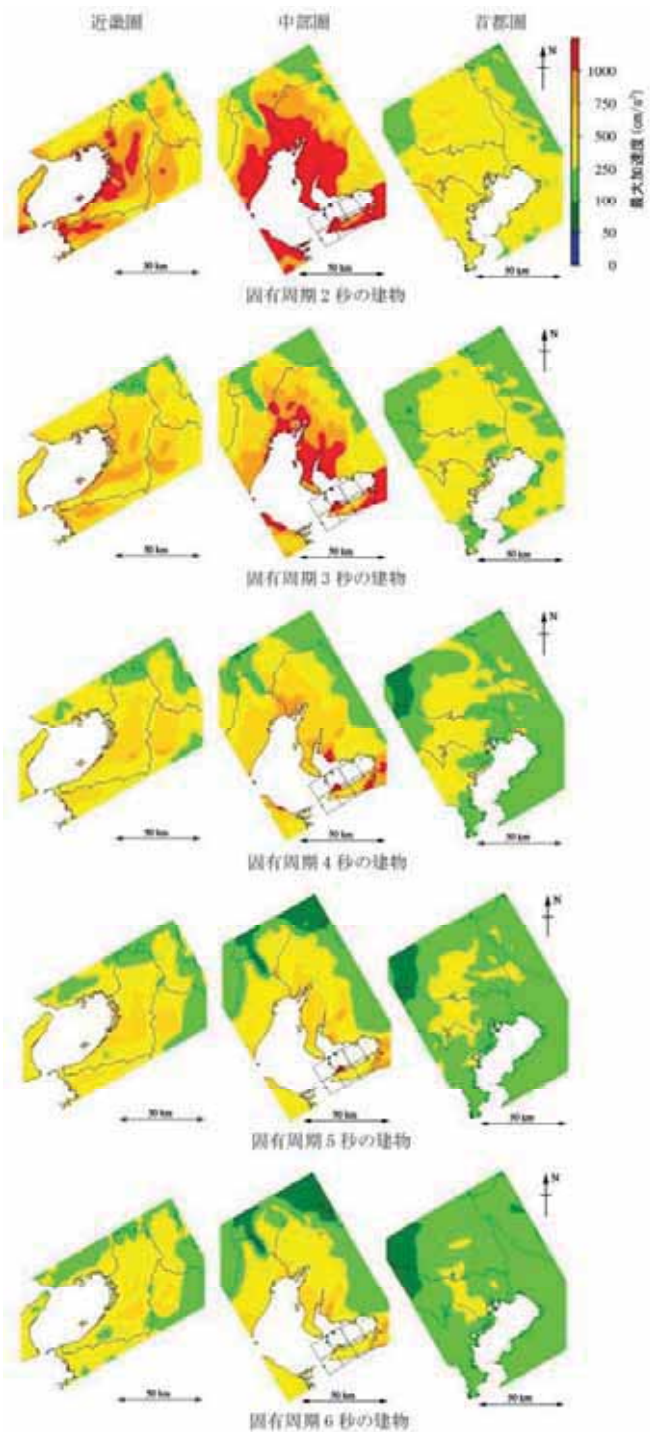 近畿圏 中部圏 首都圏
N
1000
750
500
250
100
50
0
最大加速度(cm/s²)
50 km 50 km 50 km
固有周期2秒の建物
N
50 km 50 km 50 km
固有周期3秒の建物
N
50 km 50 km 50 km
固有周期4秒の建物
N
50 km 50 km 50 km
固有周期5秒の建物
N
50 km 50 km 50 km
固有周期6秒の建物